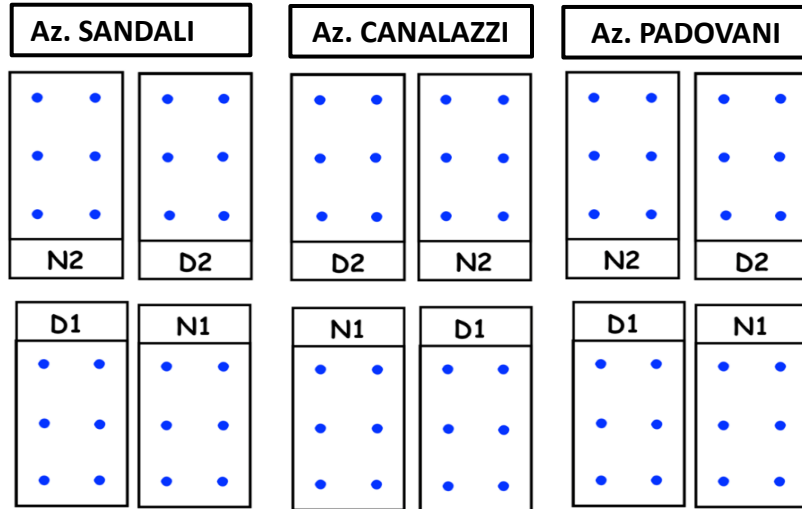 Az. SANDALI
Az. CANALAZZI
Az. PADOVANI
N2 D2 D2 N2 N2 D2
D1 N1 N1 D1 D1 N1